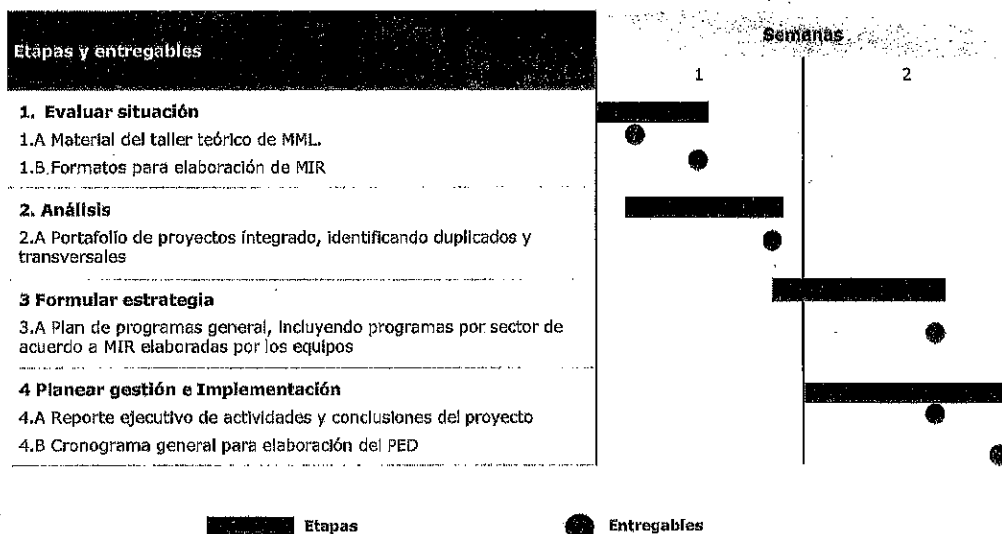 Etapas y entregables
Semanas
1
2
1. Evaluar situación
1.A Material del taller teórico de MML.
1.B.Formatos para elaboración de MIR
2. Análisis
2.A Portafolio de proyectos integrado, identificando duplicados y
transversales
3 Formular estrategia
3.A Plan de programas general, incluyendo programas por sector de
acuerdo a MIR elaboradas por los equipos
4 Planear gestión e Implementación
4.A Reporte ejecutivo de actividades y conclusiones del proyecto
4.B Cronograma general para elaboración del PED
Etapas
Entregables